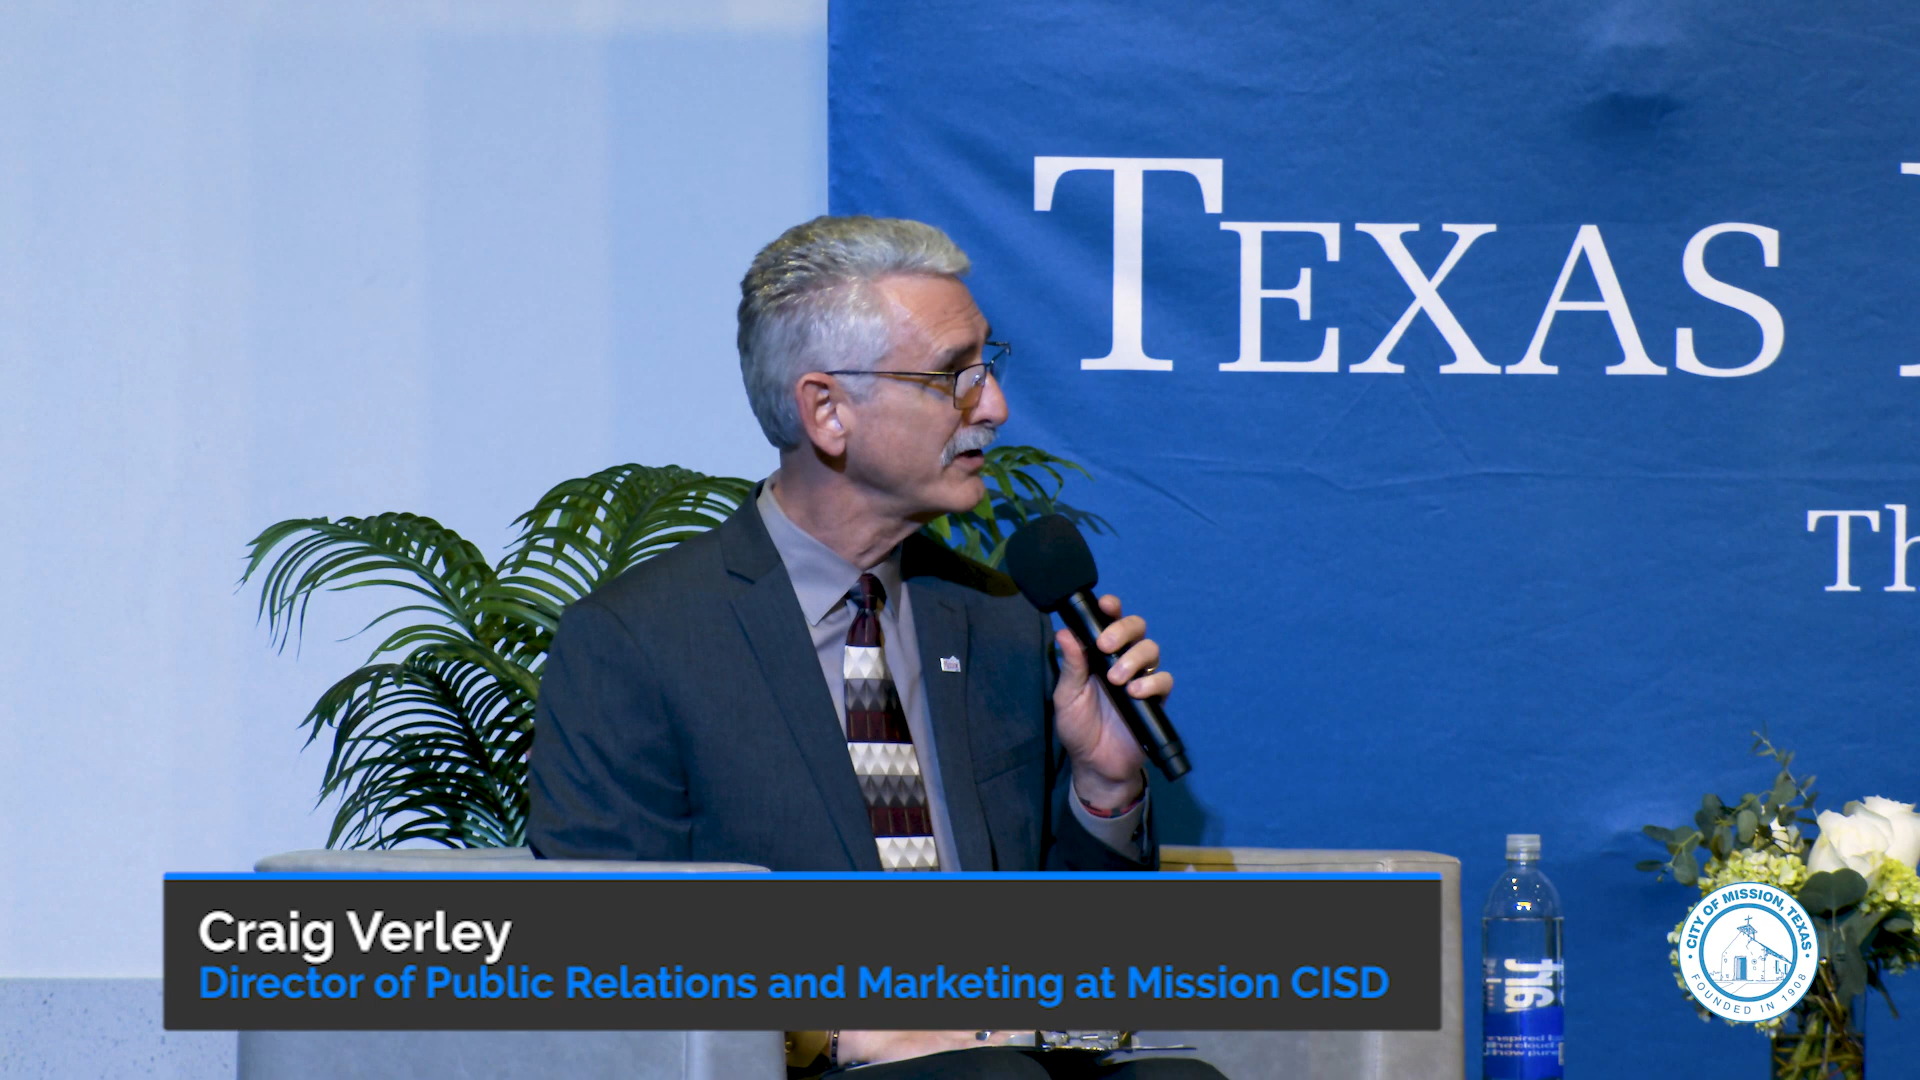 TEXAS
Th
Craig Verley
Director of Public Relations and Marketing at Mission CISD
CITY OF MISSION, TEXAS
FOUNDED IN 1908